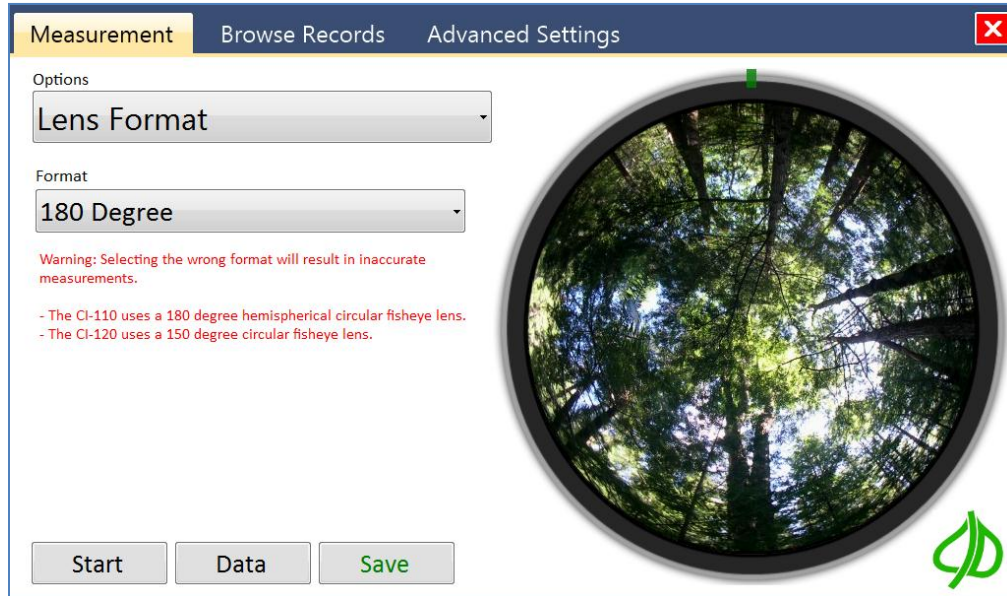 Measurement Browse Records Advanced Settings X
Options
Lens Format
Format
180 Degree
Warning: Selecting the wrong format will result in inaccurate
measurements.
- The CI-110 uses a 180 degree hemispherical circular fisheye lens.
- The CI-120 uses a 150 degree circular fisheye lens.
Start Data Save